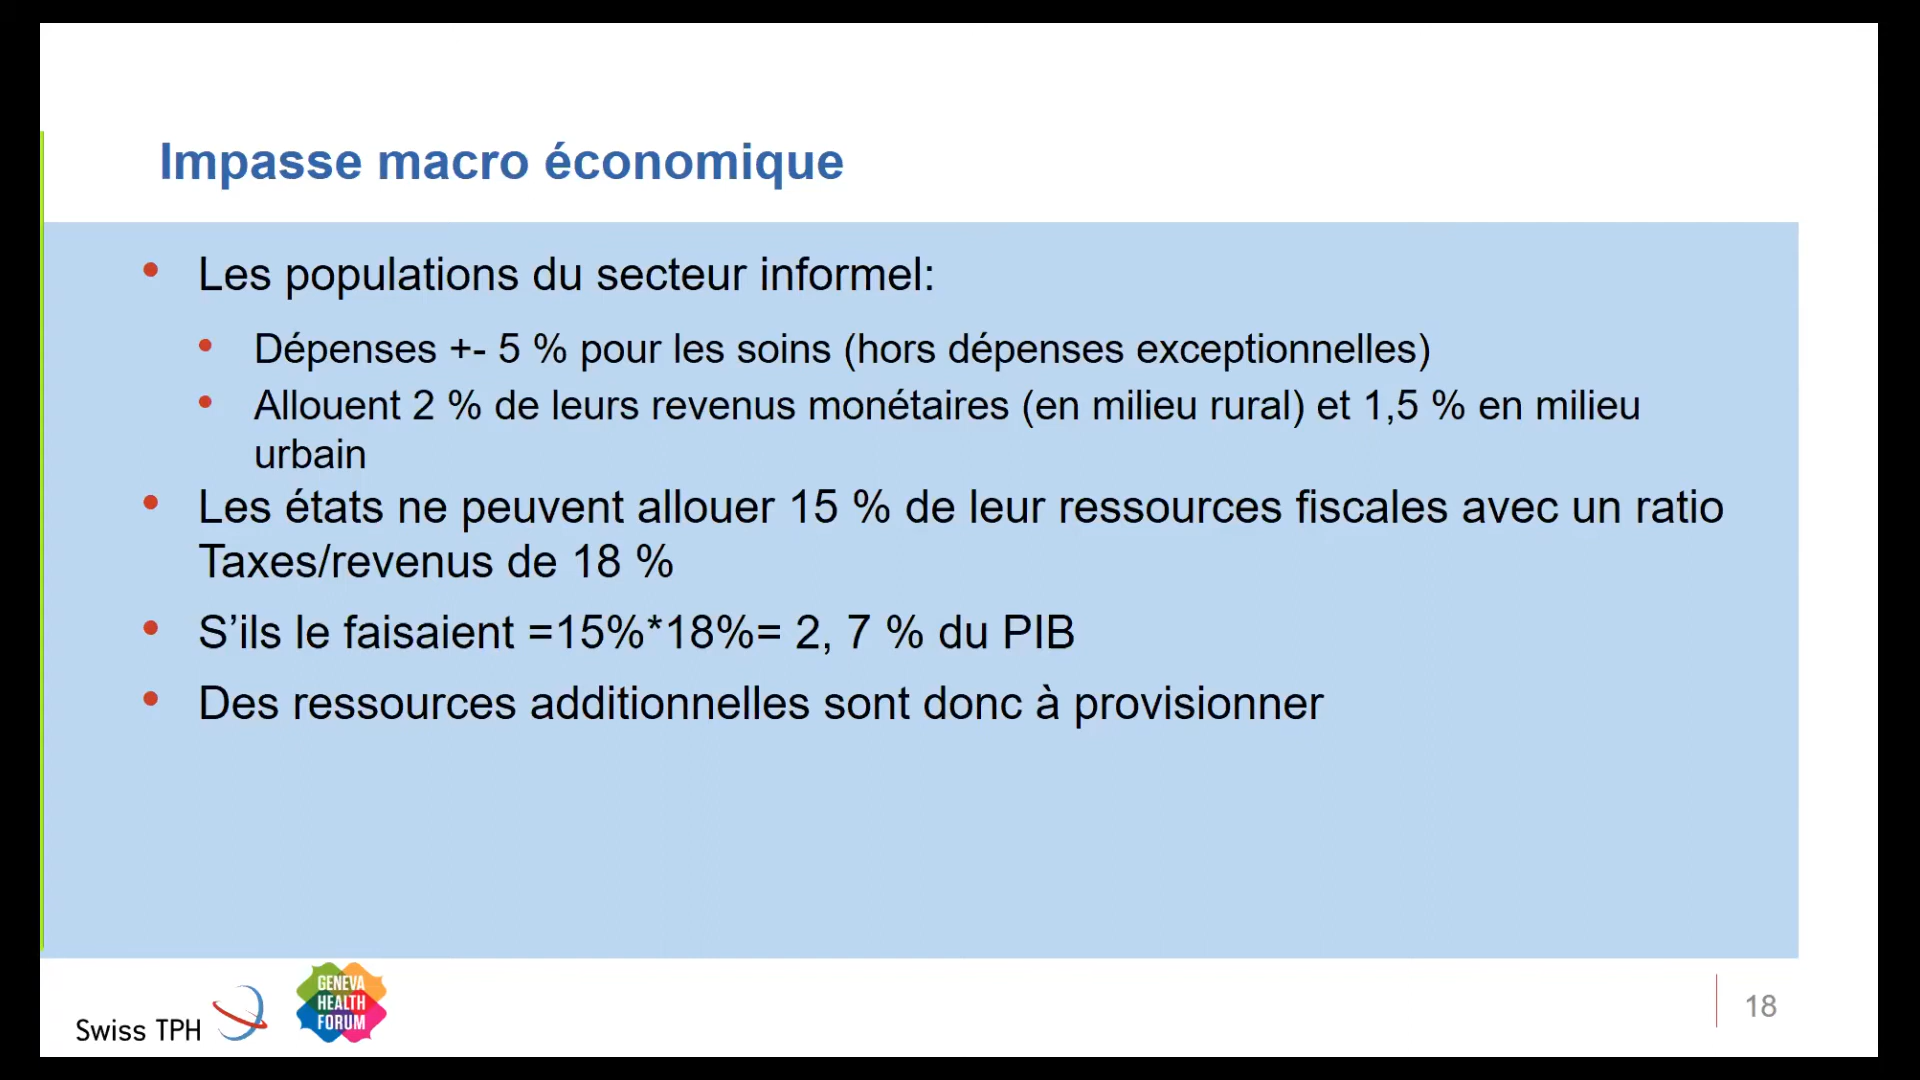 Impasse macro économique
• Les populations du secteur informel:
• Dépenses +- 5 % pour les soins (hors dépenses exceptionnelles)
• Allouent 2 % de leurs revenus monétaires (en milieu rural) et 1,5 % en milieu
urbain
• Les états ne peuvent allouer 15 % de leur ressources fiscales avec un ratio
Taxes/revenus de 18 %
• S’ils le faisaient =15%*18%= 2, 7 % du PIB
• Des ressources additionnelles sont donc à provisionner
Swiss TPH
GENEVA
HEALTH
FORUM
18